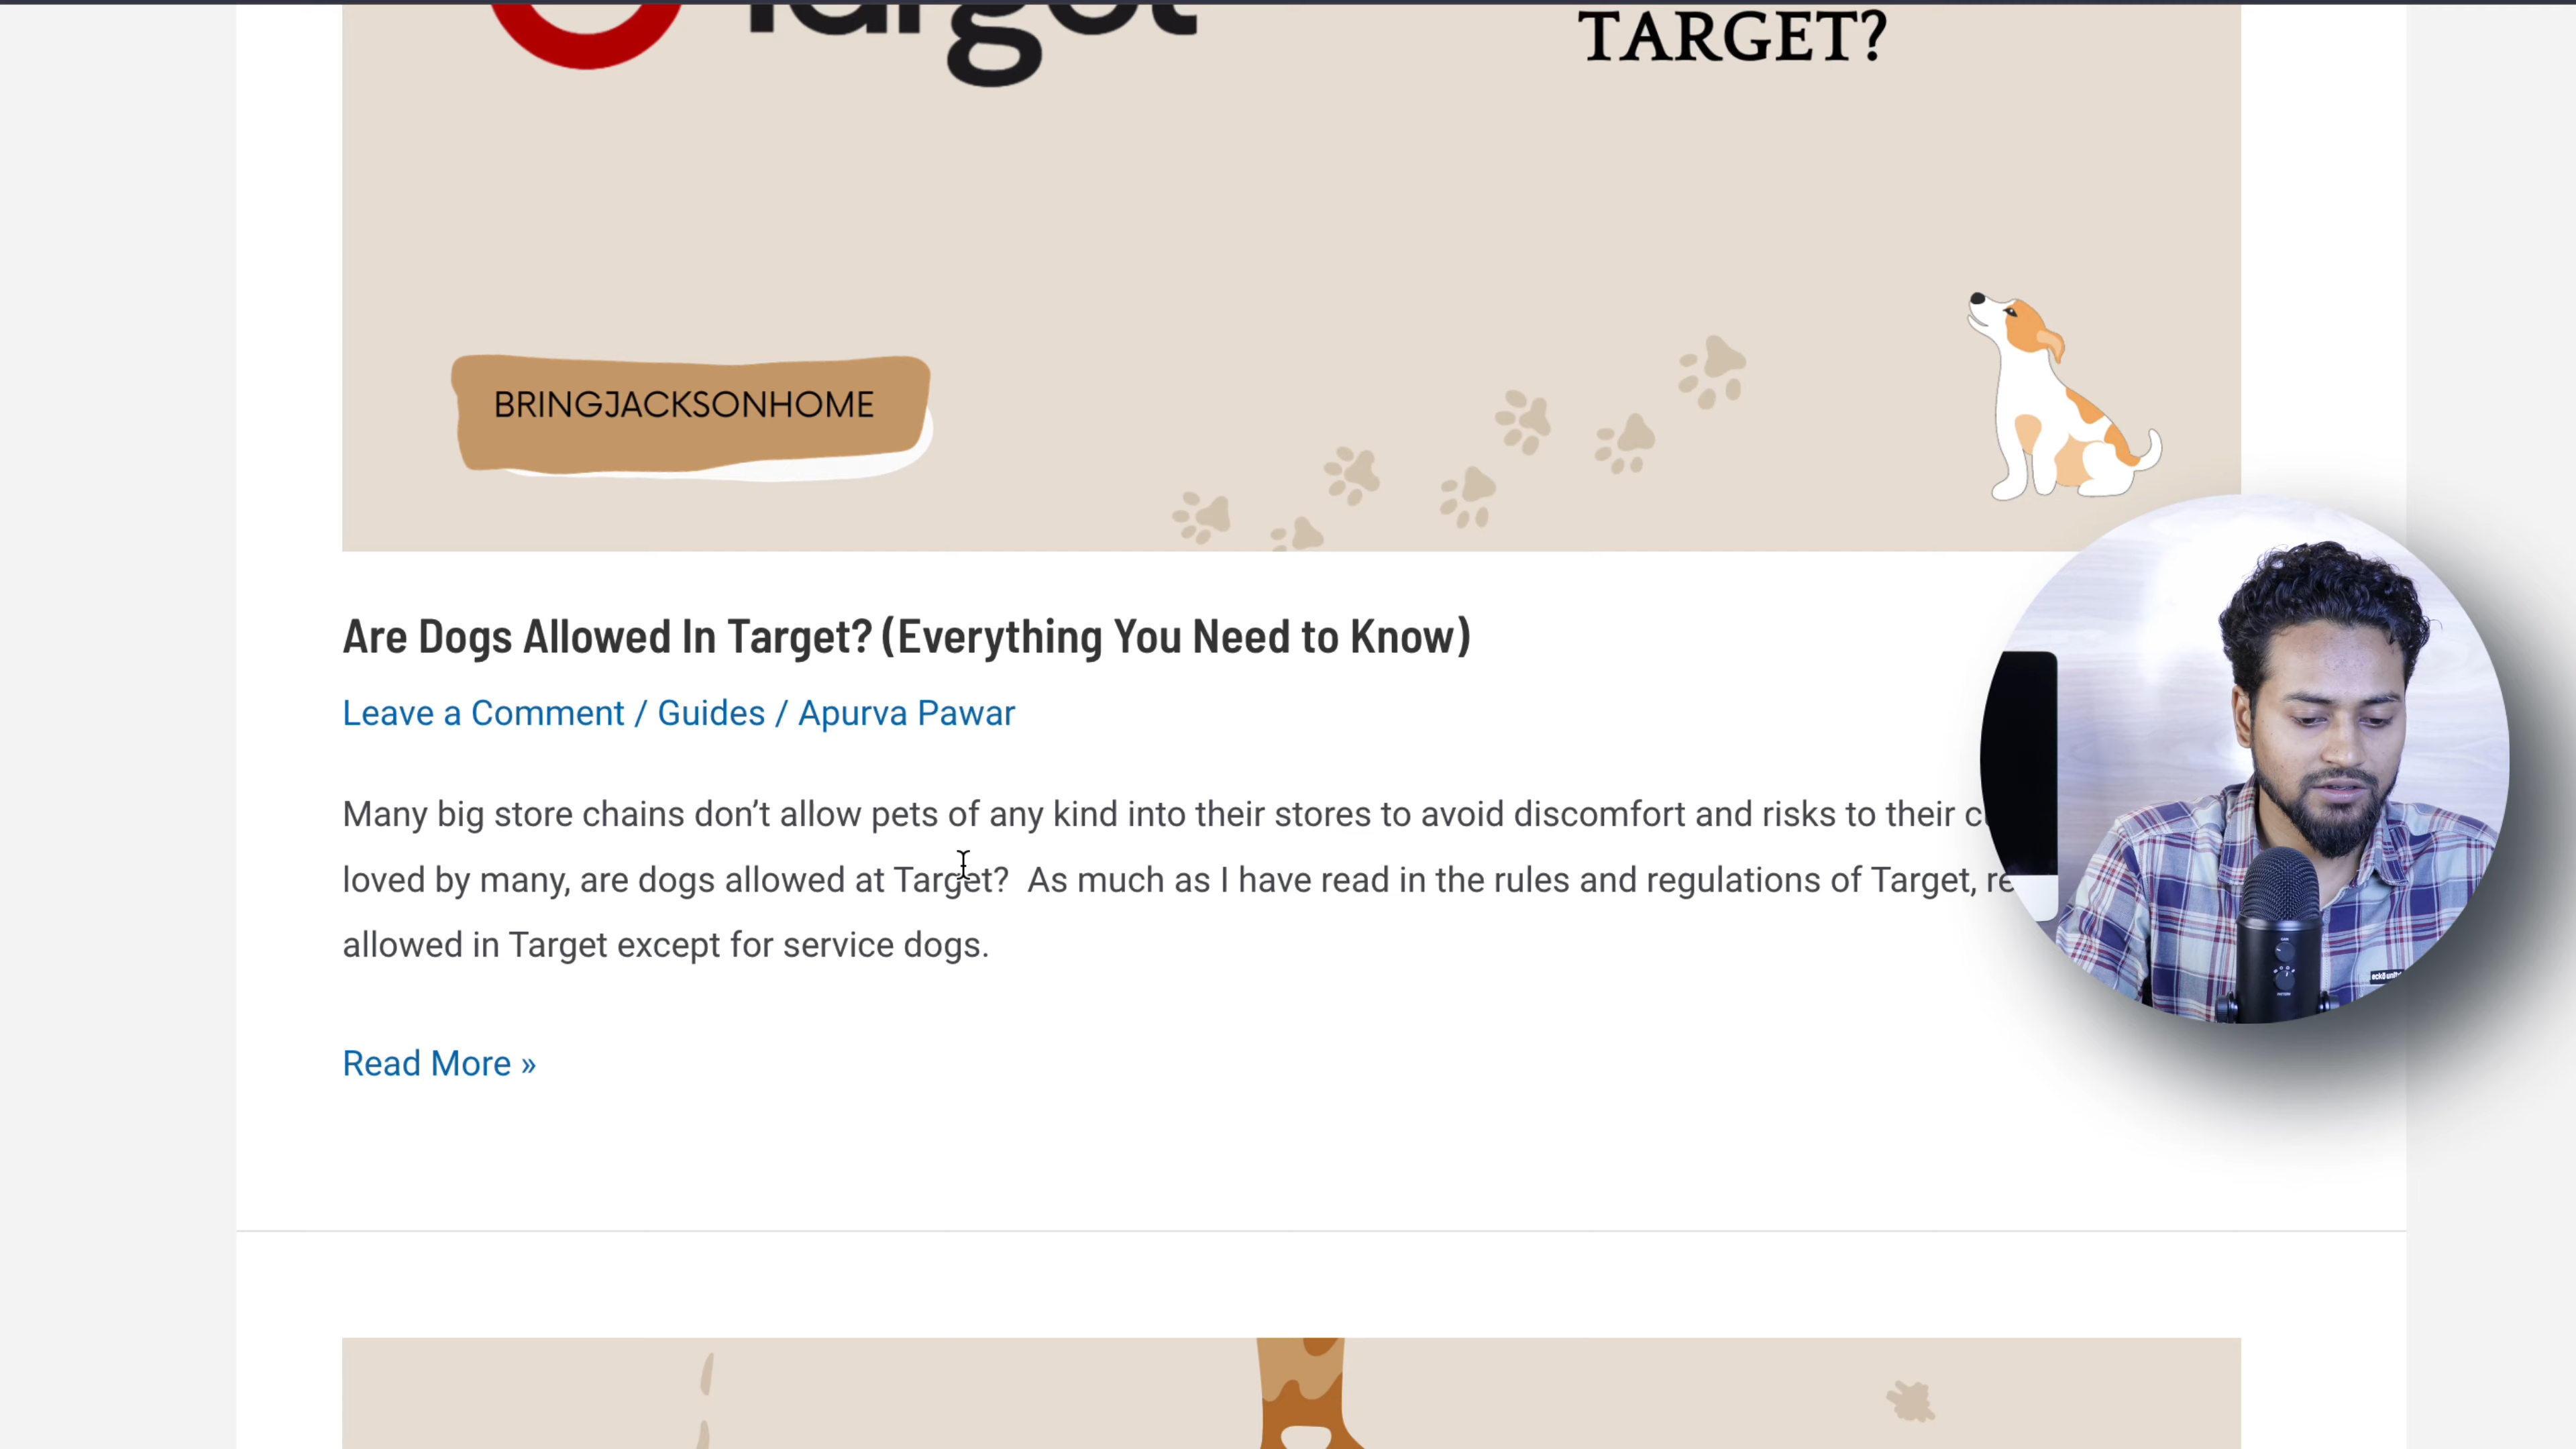 Target
TARGET?
BRINGJACKSONHOME
Are Dogs Allowed In Target? (Everything You Need to Know)
Leave a Comment / Guides / Apurva Pawar
Many big store chains don’t allow pets of any kind into their stores to avoid discomfort and risks to their
loved by many, are dogs allowed at Target? As much as I have read in the rules and regulations of Target,
allowed in Target except for service dogs.
Read More »